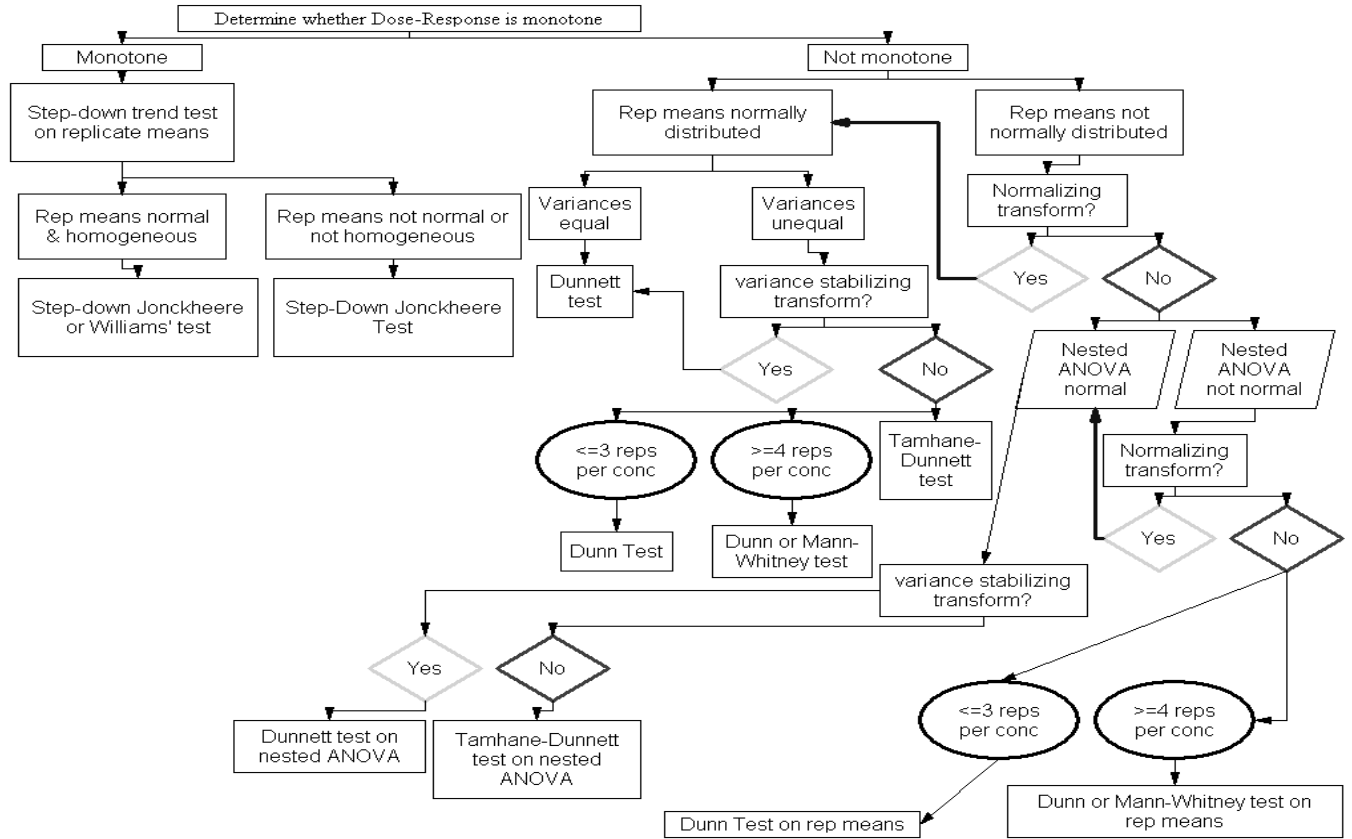 Determine whether Dose-Response is monotone
Monotone
Not monotone
Step-down trend test
on replicate means
Rep means normally
distributed
Rep means not
normally distributed
Rep means normal
& homogeneous
Rep means not normal or
not homogeneous
Variances
equal
Variances
unequal
Normalizing
transform?
Step-down Jonckheere
or Williams' test
Step-Down Jonckheere
Test
Dunnett
test
variance stabilizing
transform?
Yes
No
Yes
No
Nested
ANOVA
normal
Nested
ANOVA
not normal
<=3 reps
per conc
>=4 reps
per conc
Tamhane-
Dunnett
test
Normalizing
transform?
Dunn Test
Dunn or Mann-
Whitney test
Yes
No
variance stabilizing
transform?
Yes
No
<=3 reps
per conc
>=4 reps
per conc
Dunnett test on
nested ANOVA
Tamhane-Dunnett
test on nested
ANOVA
Dunn Test on rep means
Dunn or Mann-Whitney test on
rep means